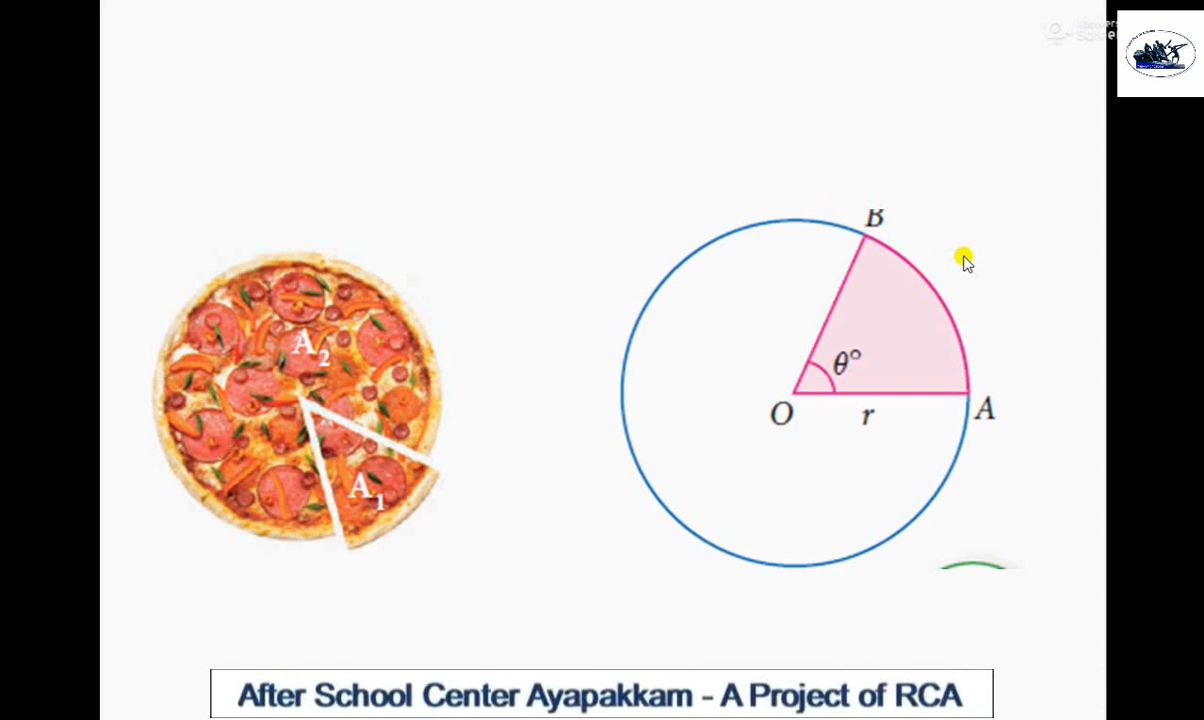 B
A₂
θ°
O
r
A
A₁
After School Center Ayapakkam - A Project of RCA